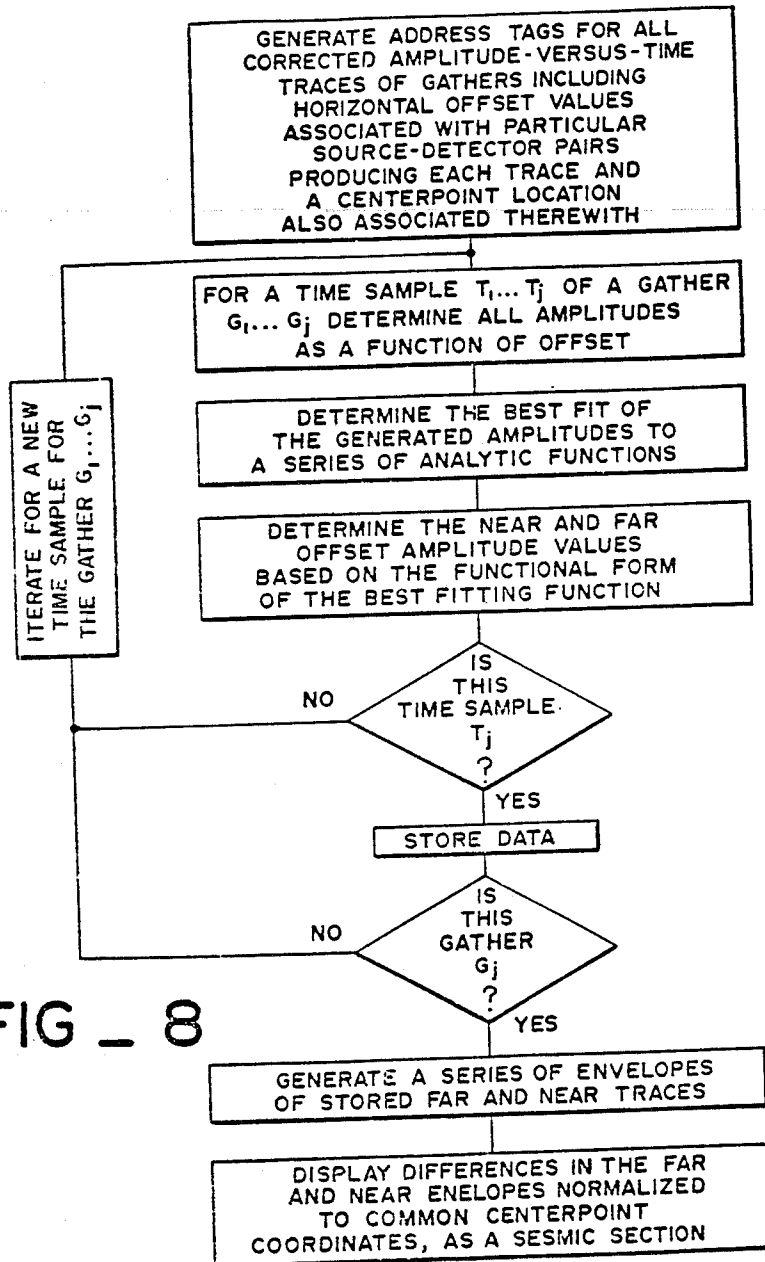 GENERATE ADDRESS TAGS FOR ALL
CORRECTED AMPLITUDE-VERSUS-TIME
TRACES OF GATHERS INCLUDING
HORIZONTAL OFFSET VALUES
ASSOCIATED WITH PARTICULAR
SOURCE-DETECTOR PAIRS
PRODUCING EACH TRACE AND
A CENTERPOINT LOCATION
ALSO ASSOCIATED THEREWITH
FOR A TIME SAMPLE T₁... Tⱼ OF A GATHER
G₁... Gⱼ DETERMINE ALL AMPLITUDES
AS A FUNCTION OF OFFSET
ITERATE FOR A NEW
TIME SAMPLE FOR
THE GATHER G₁... Gⱼ
DETERMINE THE BEST FIT OF
THE GENERATED AMPLITUDES TO
A SERIES OF ANALYTIC FUNCTIONS
DETERMINE THE NEAR AND FAR
OFFSET AMPLITUDE VALUES
BASED ON THE FUNCTIONAL FORM
OF THE BEST FITTING FUNCTION
IS
THIS
TIME SAMPLE
Tⱼ
?
NO
YES
STORE DATA
IS
THIS
GATHER
Gⱼ
?
NO
YES
FIG _ 8
GENERATE A SERIES OF ENVELOPES
OF STORED FAR AND NEAR TRACES
DISPLAY DIFFERENCES IN THE FAR
AND NEAR ENELOPES NORMALIZED
TO COMMON CENTERPOINT
COORDINATES, AS A SESMIC SECTION